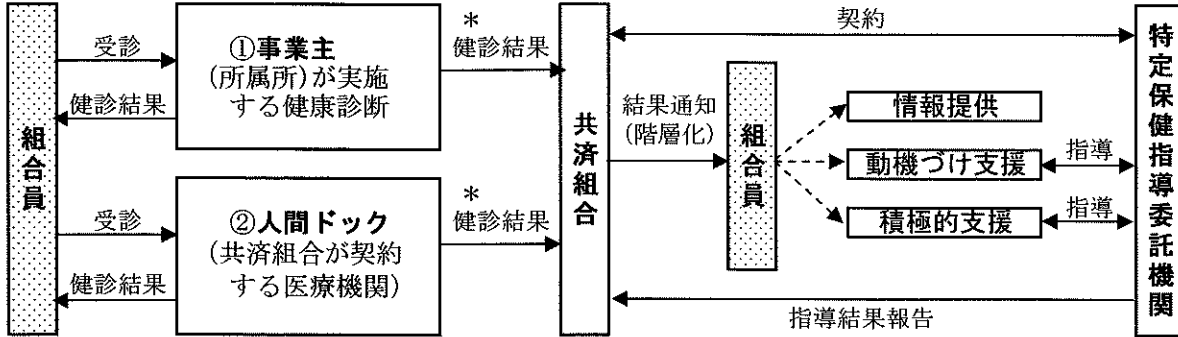 組合員
受診
健診結果
①事業主
(所属所)が実施
する健康診断
*
健診結果
受診
健診結果
②人間ドック
(共済組合が契約
する医療機関)
*
健診結果
共済組合
契約
結果通知
(階層化)
組合員
情報提供
動機づけ支援
積極的支援
指導
指導
指導結果報告
特定保健指導委託機関